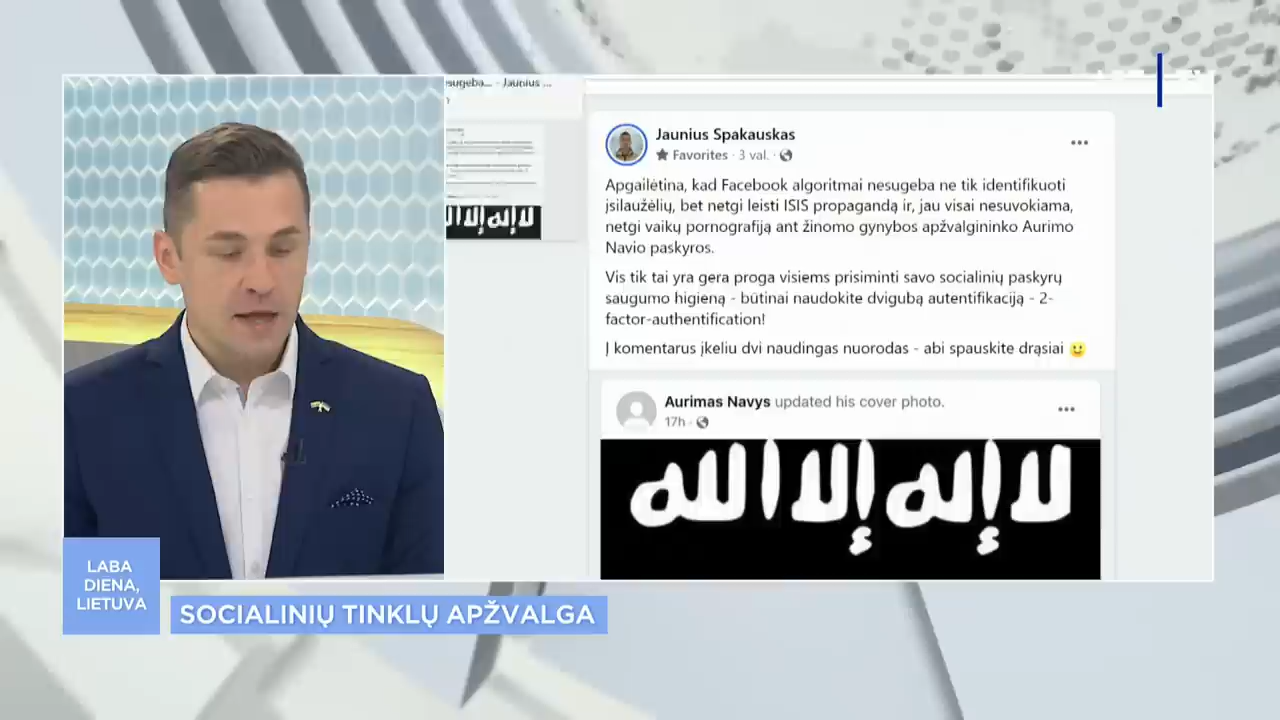 sugeba... - Jaunius ...
Jaunius Spakauskas
Favorites · 3 val. ·
Apgailėtina, kad Facebook algoritmai nesugeba ne tik identifikuoti
įsilaužėlių, bet netgi leisti ISIS propagandą ir, jau visai nesuvokiama,
netgi vaikų pornografiją ant žinomo gynybos apžvalgininko Aurimo
Navio paskyros.
Vis tik tai yra gera proga visiems prisiminti savo socialinių paskyrų
saugumo higieną - būtinai naudokite dvigubą autentifikaciją - 2-
factor-authentification!
Į komentarus įkeliu dvi naudingas nuorodas - abi spauskite drąsiai 🙂
Aurimas Navys updated his cover photo.
17h ·
لا إله إلا الله
LABA
DIENA,
LIETUVA
SOCIALINIŲ TINKLŲ APŽVALGA